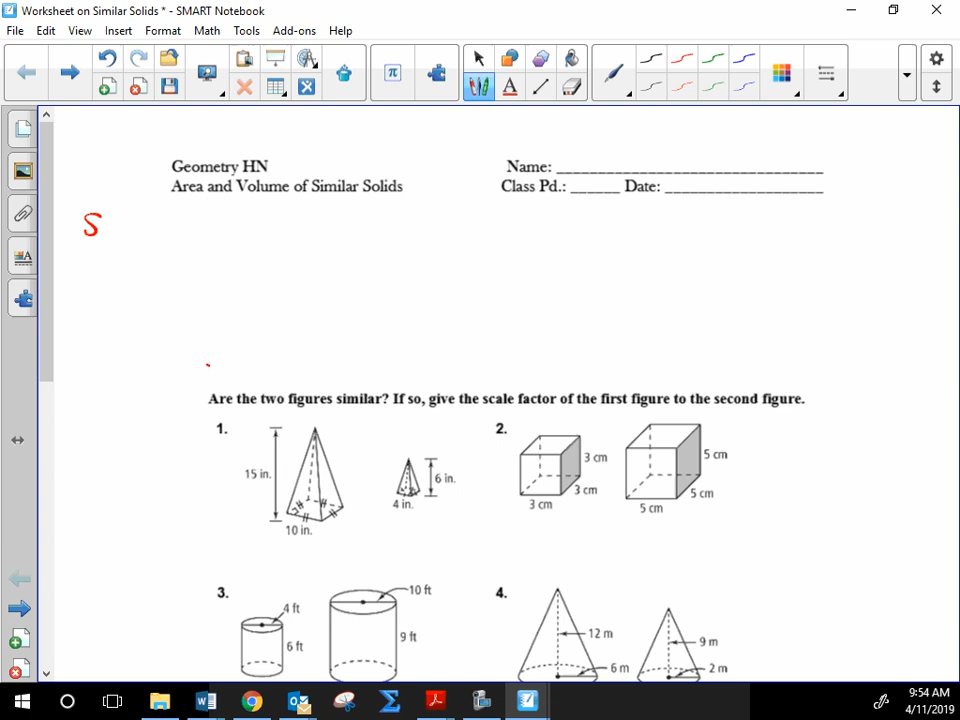 Worksheet on Similar Solids * - SMART Notebook
File Edit View Insert Format Math Tools Add-ons Help
π
A
A
Geometry HN
Name: ________________________________
Area and Volume of Similar Solids
Class Pd.: ______ Date: ___________________
S
Are the two figures similar? If so, give the scale factor of the first figure to the second figure.
1.
15 in.
10 in.
6 in.
4 in.
2.
3 cm
3 cm
3 cm
5 cm
5 cm
5 cm
3.
4 ft
6 ft
10 ft
9 ft
4.
12 m
6 m
9 m
2 m
9:54 AM
4/11/2019